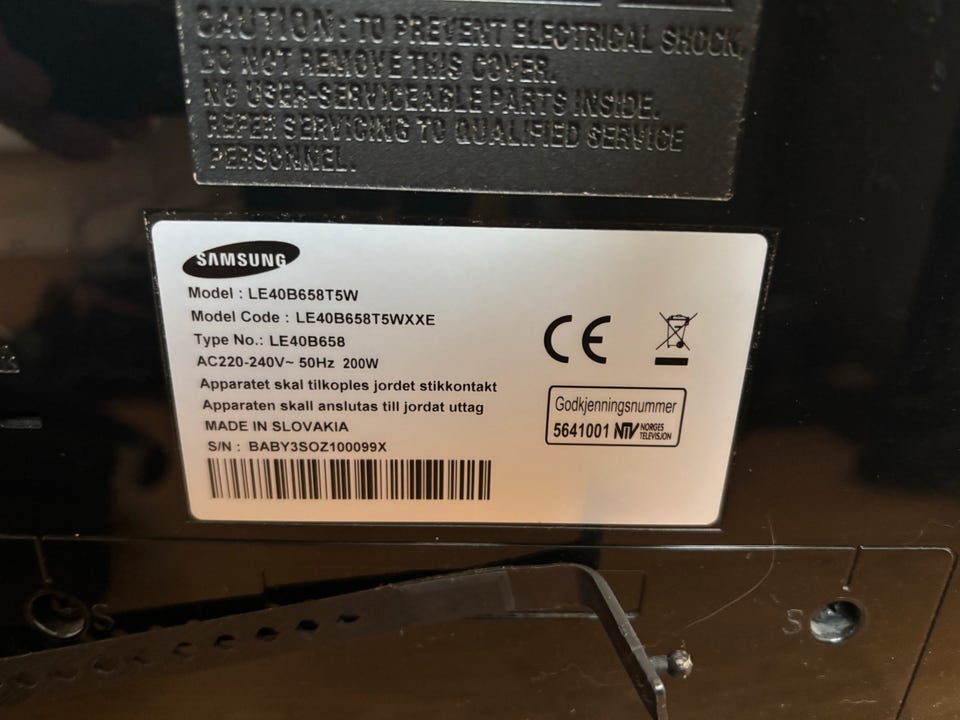 CAUTION: TO PREVENT ELECTRICAL SHOCK,
DO NOT REMOVE THIS COVER.
NO USER-SERVICEABLE PARTS INSIDE.
REFER SERVICING TO QUALIFIED SERVICE
PERSONNEL.
SAMSUNG
Model : LE40B658T5W
Model Code : LE40B658T5WXXE
Type No.: LE40B658
AC220-240V~ 50Hz 200W
Apparatet skal tilkoples jordet stikkontakt
Apparaten skall anslutas till jordat uttag
MADE IN SLOVAKIA
S/N : BABY3SOZ100099X
CE
Godkjenningsnummer
5641001 NTV NORGES
TELEVISJON
S
S